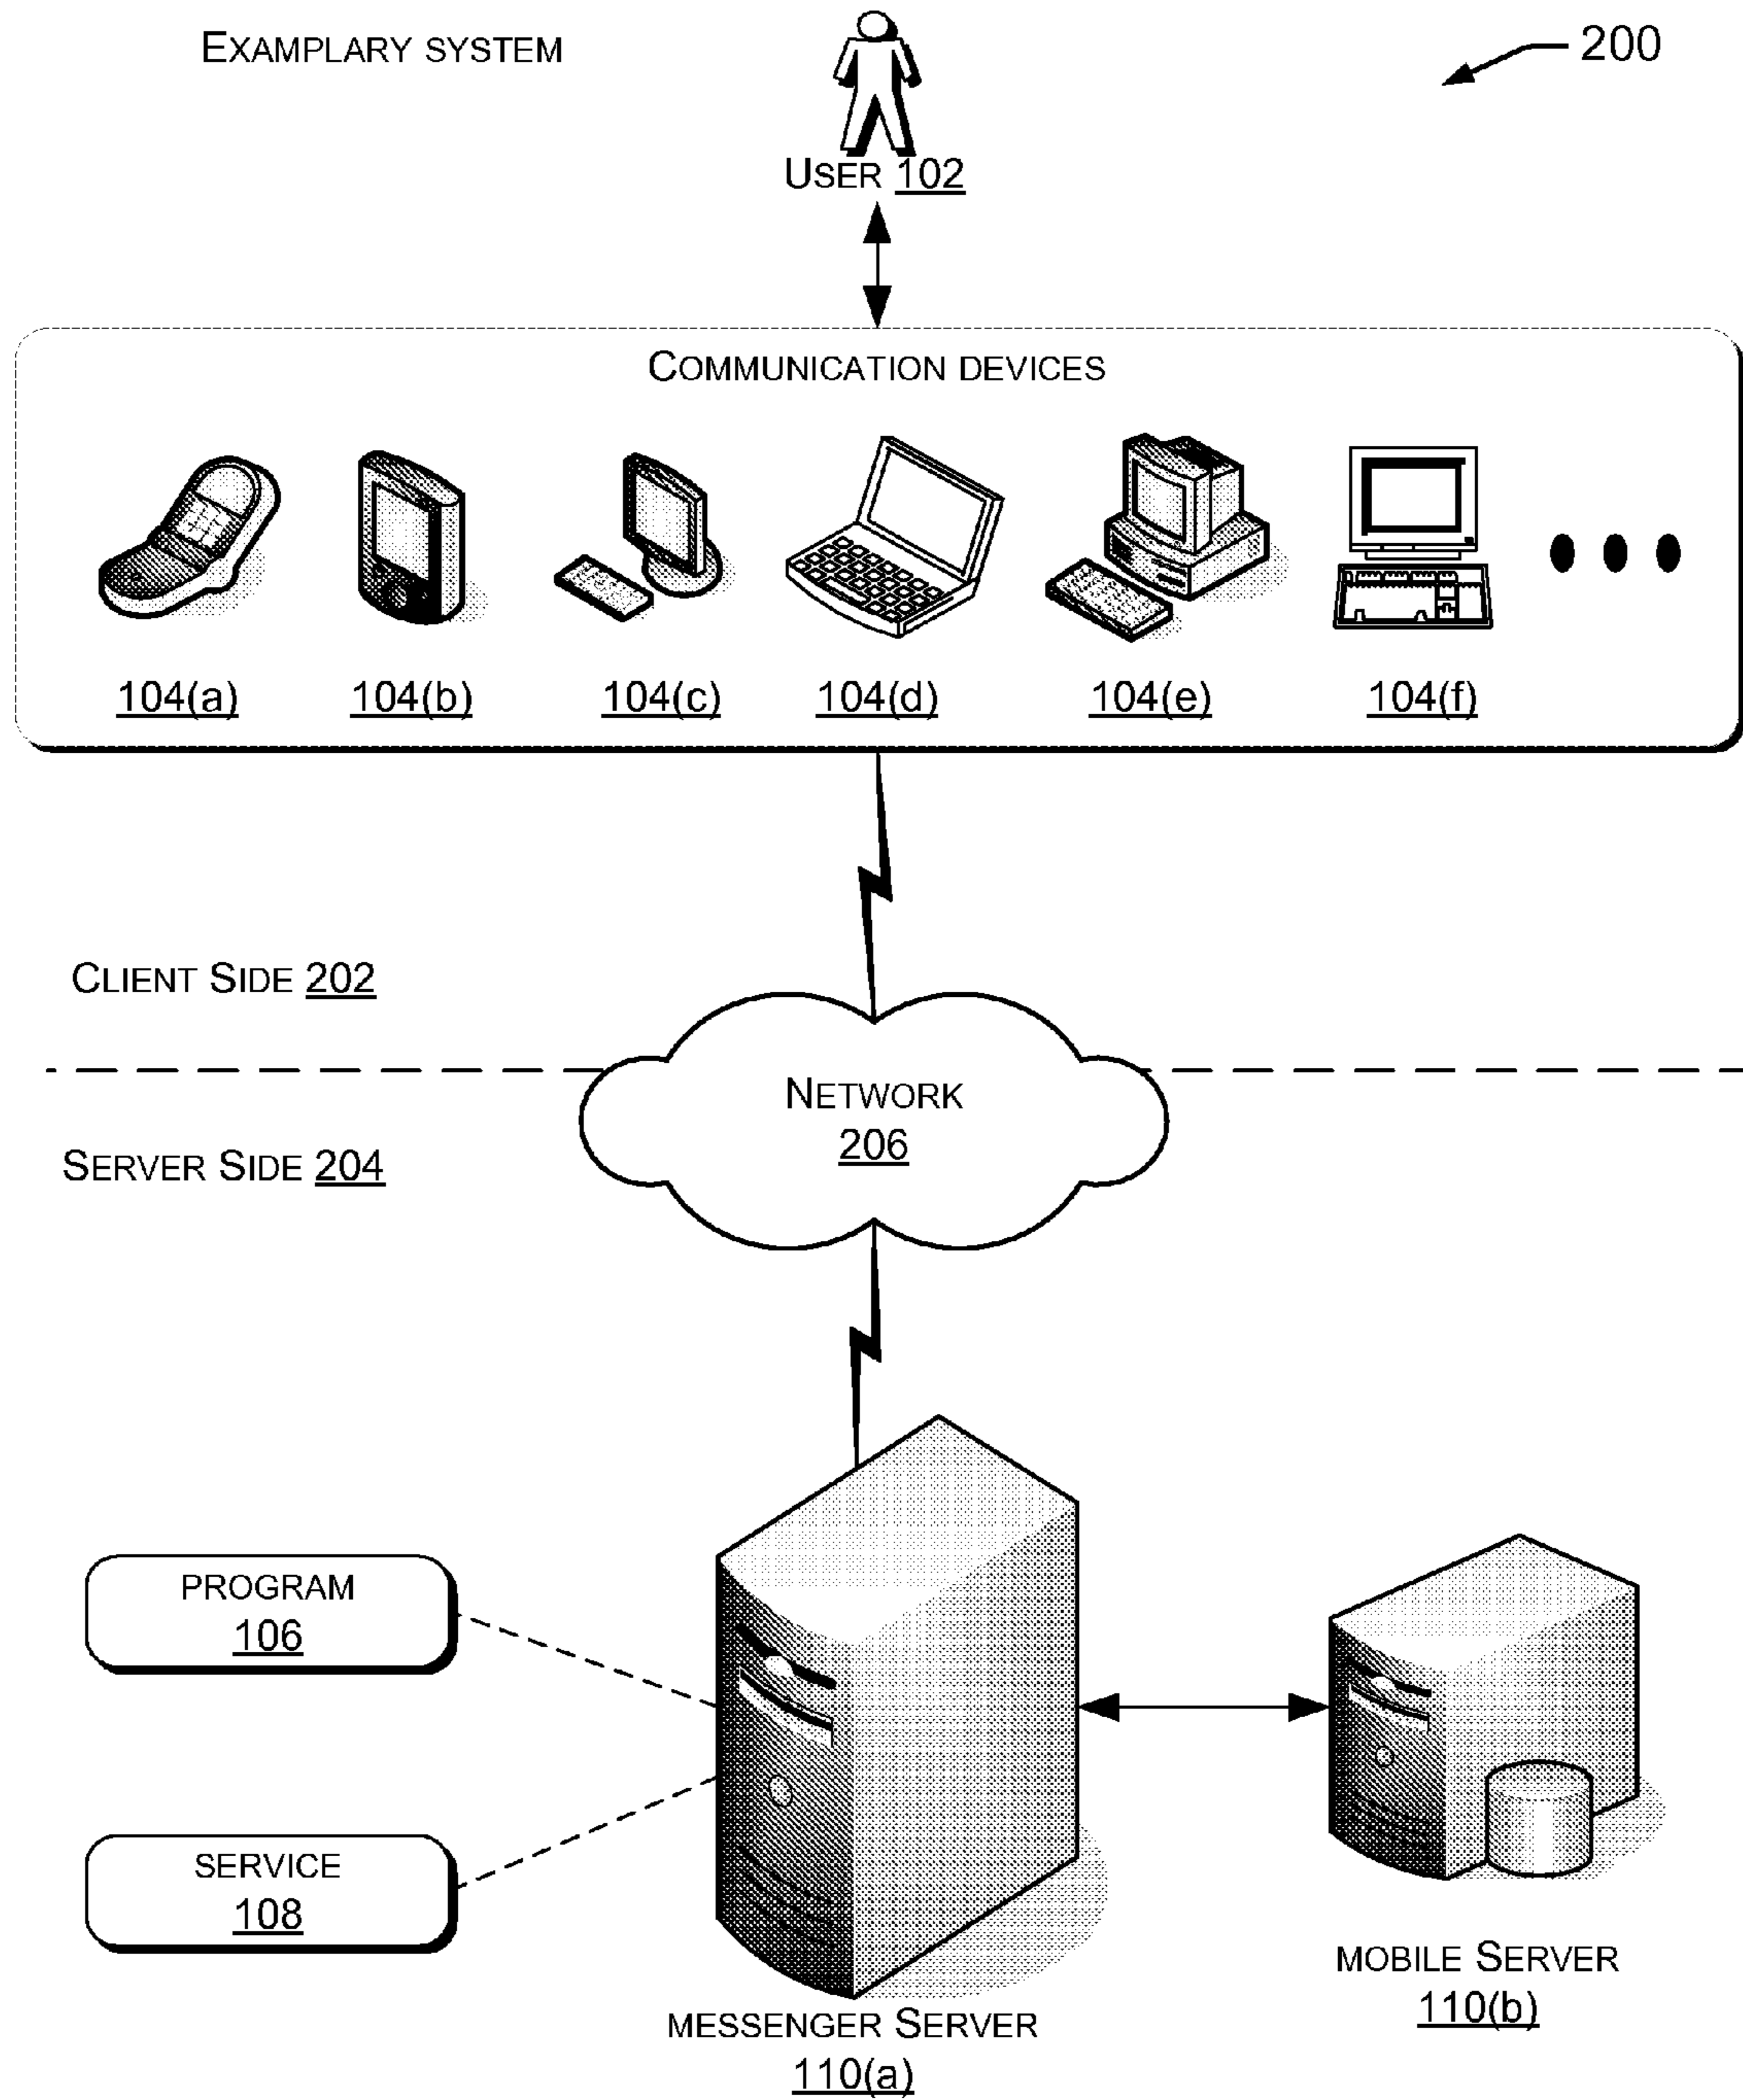 EXAMPLARY SYSTEM
200
USER 102
COMMUNICATION DEVICES
104(a) 104(b) 104(c) 104(d) 104(e) 104(f)
CLIENT SIDE 202
NETWORK
206
SERVER SIDE 204
PROGRAM
106
SERVICE
108
MESSENGER SERVER
110(a)
MOBILE SERVER
110(b)